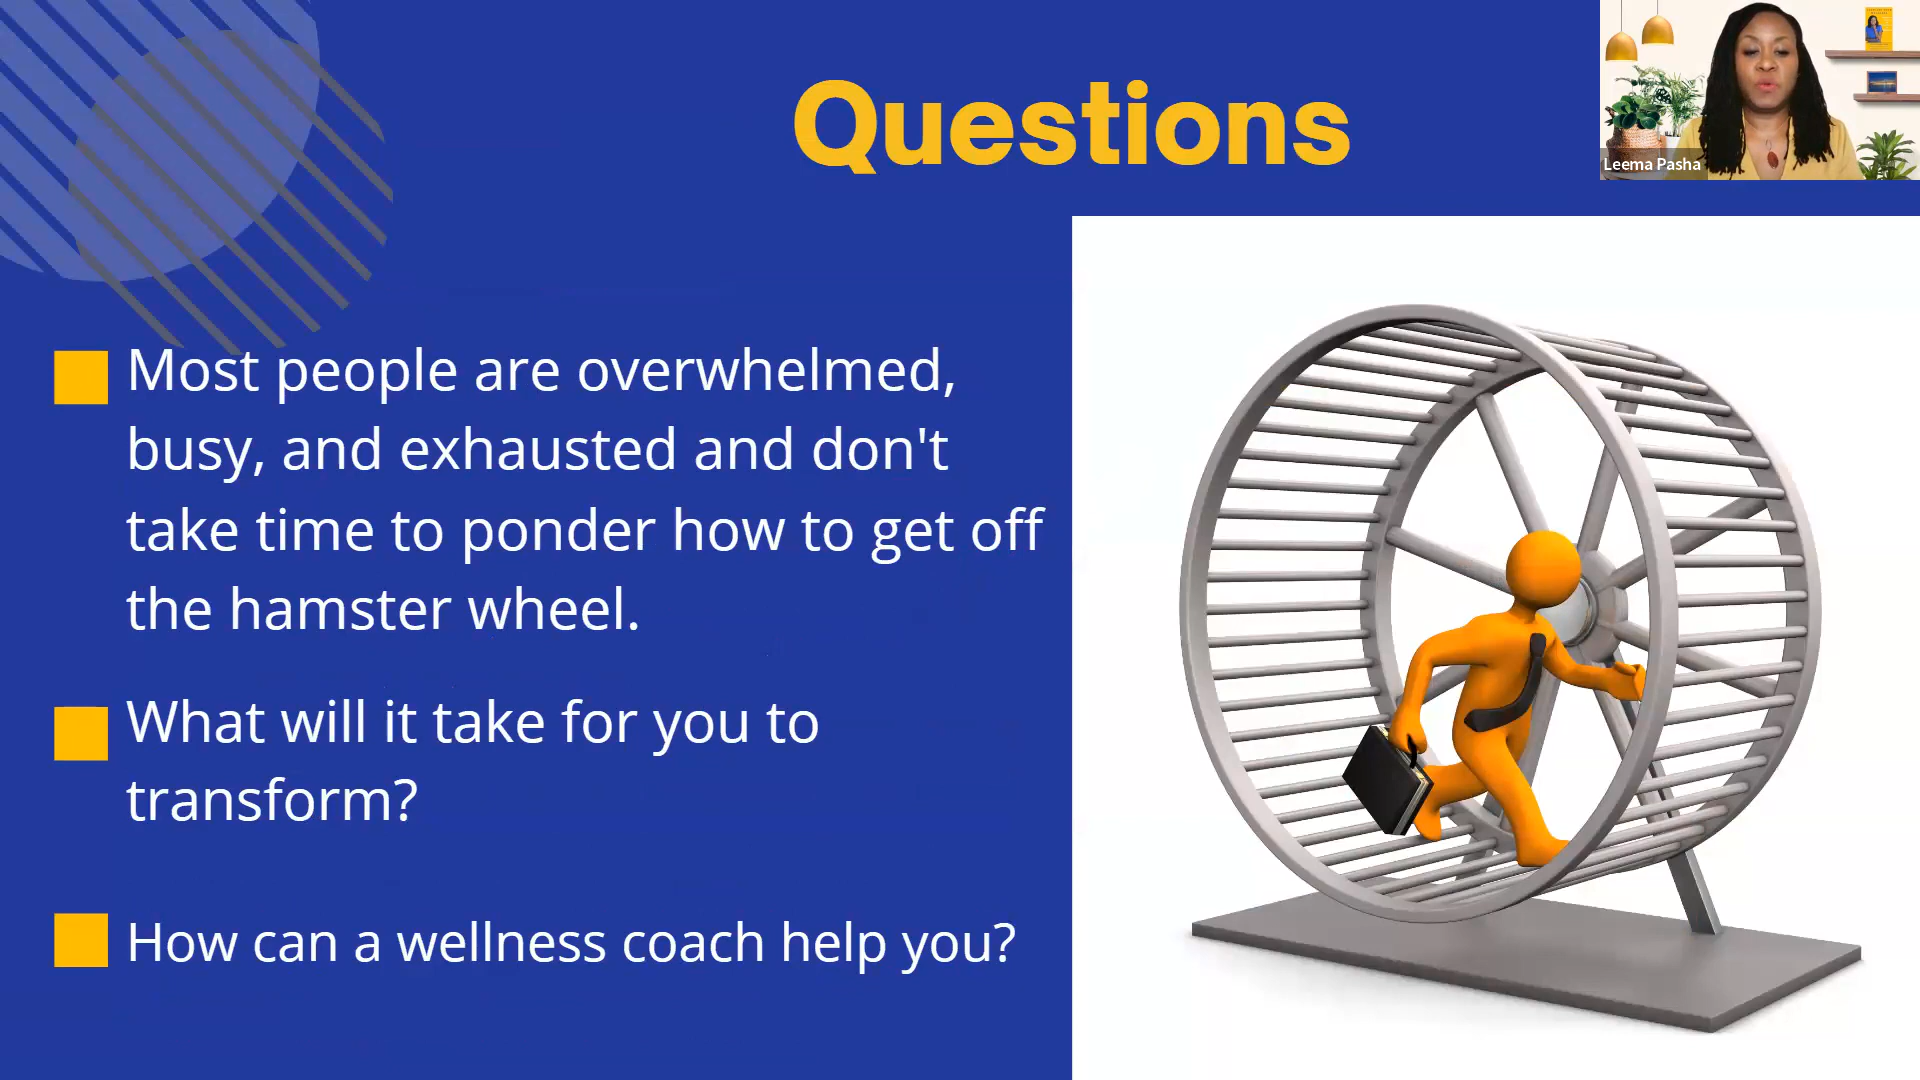 Questions
Leema Pasha
Most people are overwhelmed,
busy, and exhausted and don't
take time to ponder how to get off
the hamster wheel.
What will it take for you to
transform?
How can a wellness coach help you?